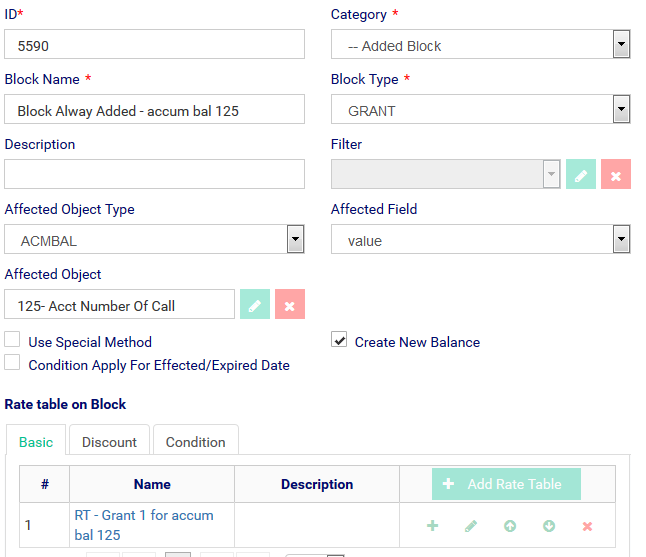 ID*
Category *
5590
-- Added Block
Block Name *
Block Type *
Block Alway Added - accum bal 125
GRANT
Description
Filter
Affected Object Type
Affected Field
ACMBAL
value
Affected Object
125- Acct Number Of Call
Use Special Method
Create New Balance
Condition Apply For Effected/Expired Date
Rate table on Block
Basic
Discount
Condition
#
Name
Description
Add Rate Table
1
RT - Grant 1 for accum
bal 125